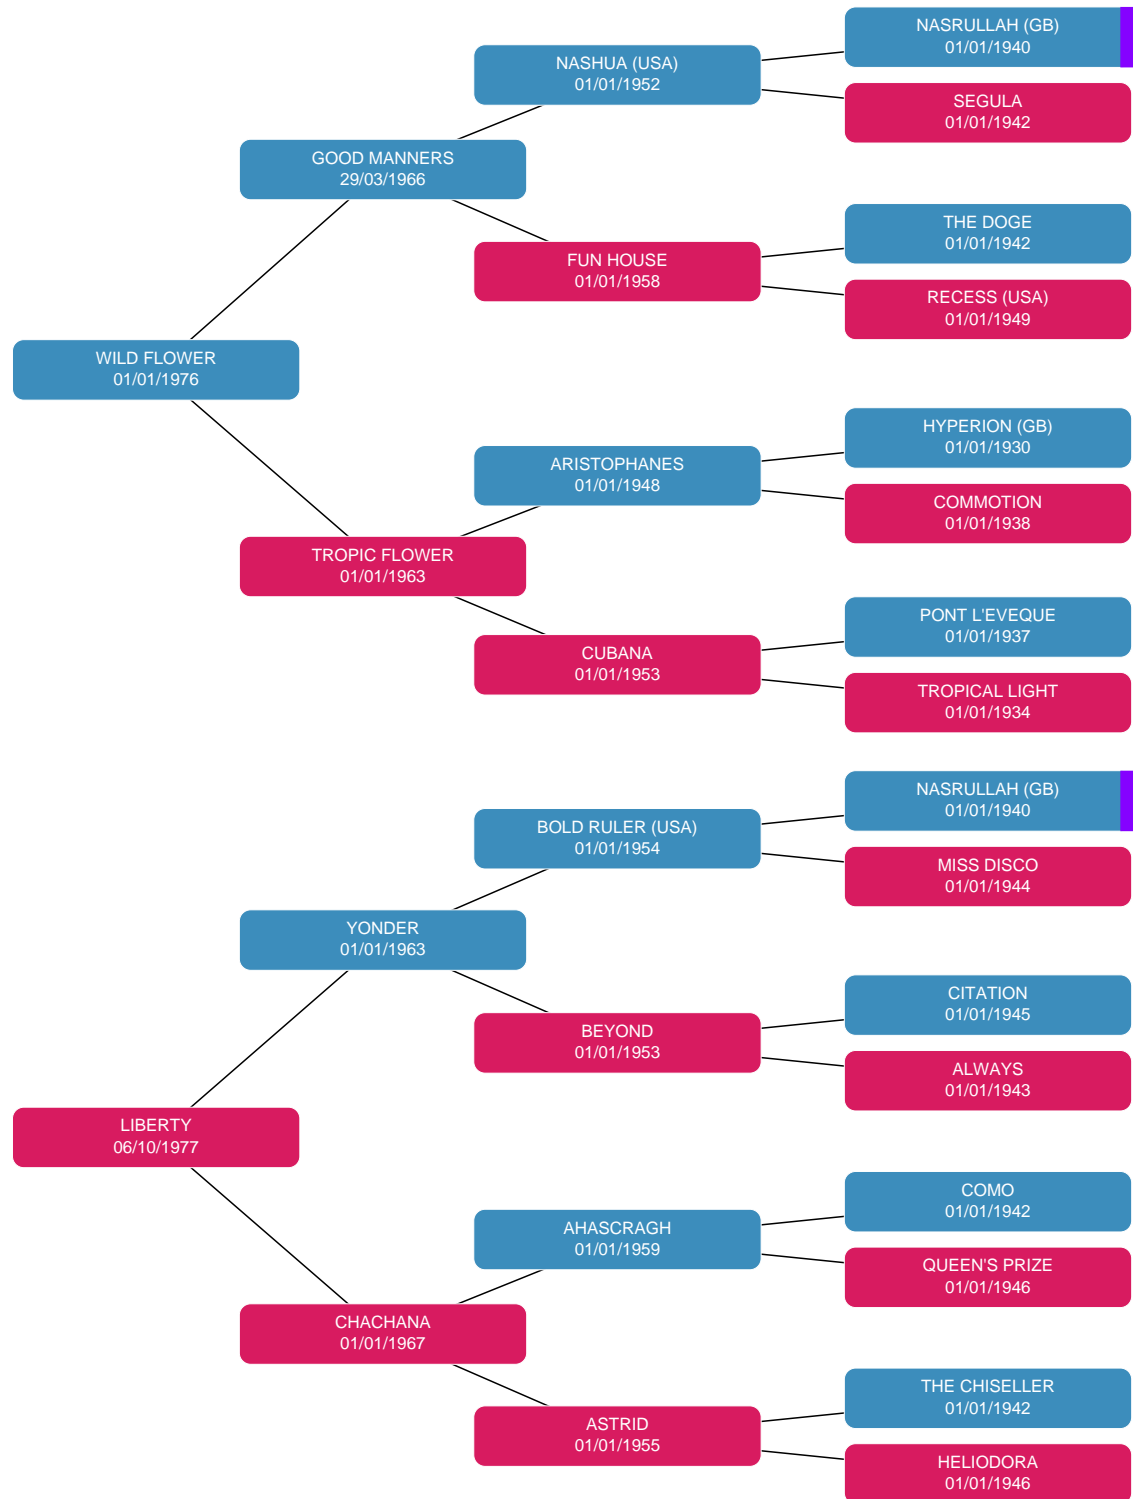 NASRULLAH (GB)
01/01/1940
NASHUA (USA)
01/01/1952
SEGULA
01/01/1942
GOOD MANNERS
29/03/1966
THE DOGE
01/01/1942
FUN HOUSE
01/01/1958
RECESS (USA)
01/01/1949
WILD FLOWER
01/01/1976
HYPERION (GB)
01/01/1930
ARISTOPHANES
01/01/1948
COMMOTION
01/01/1938
TROPIC FLOWER
01/01/1963
PONT L'EVEQUE
01/01/1937
CUBANA
01/01/1953
TROPICAL LIGHT
01/01/1934
NASRULLAH (GB)
01/01/1940
BOLD RULER (USA)
01/01/1954
MISS DISCO
01/01/1944
YONDER
01/01/1963
CITATION
01/01/1945
BEYOND
01/01/1953
ALWAYS
01/01/1943
LIBERTY
06/10/1977
COMO
01/01/1942
AHASCRAGH
01/01/1959
QUEEN'S PRIZE
01/01/1946
CHACHANA
01/01/1967
THE CHISELLER
01/01/1942
ASTRID
01/01/1955
HELIODORA
01/01/1946